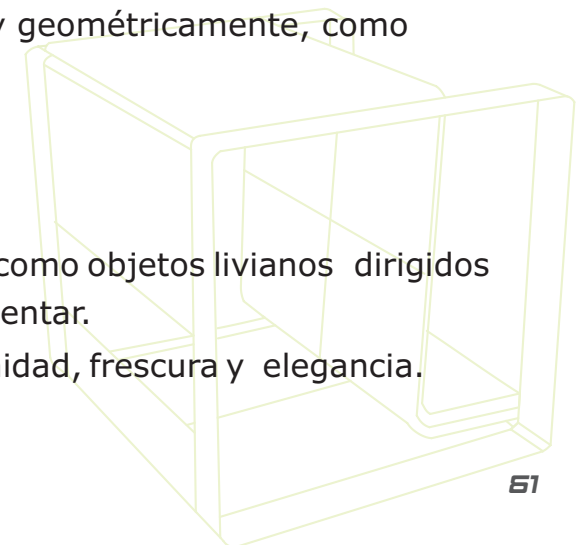 y geométricamente, como
como objetos livianos dirigidos
entar.
idad, frescura y elegancia.
61